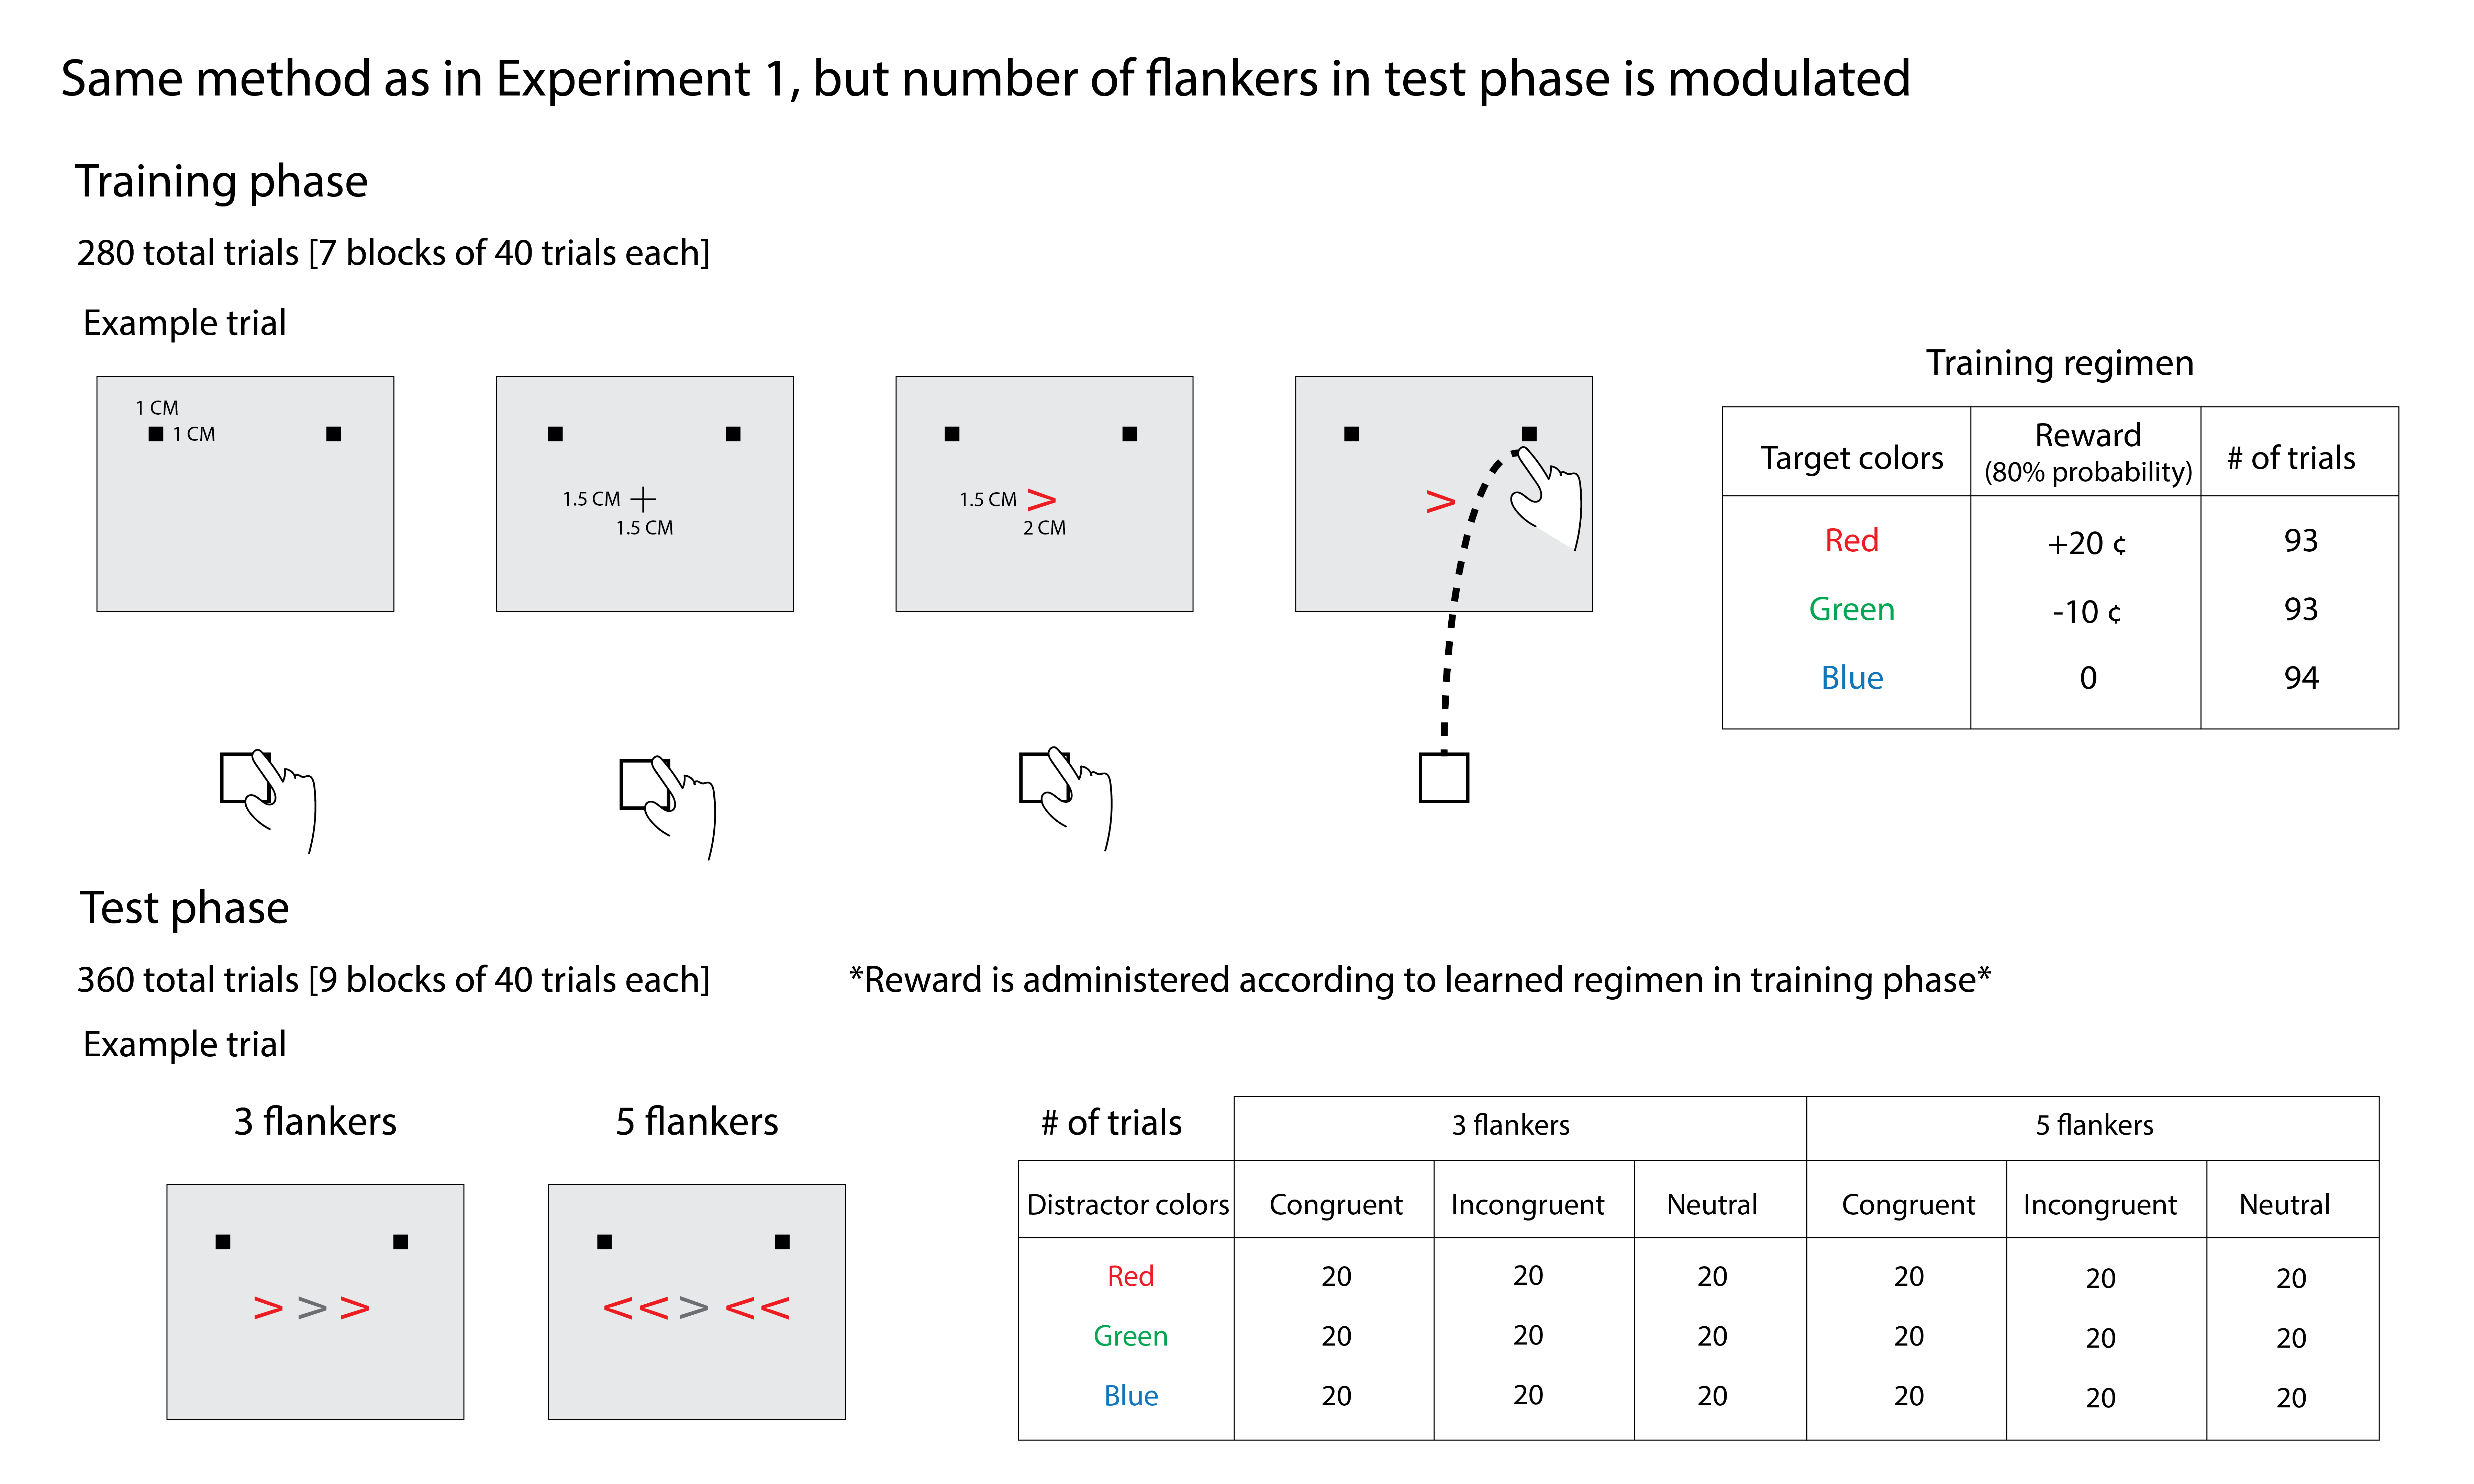 Same method as in Experiment 1, but number of flankers in test phase is modulated
Training phase
280 total trials [7 blocks of 40 trials each]
Example trial
1 CM
1 CM
1.5 CM
1.5 CM
1.5 CM >
2 CM
>
Training regimen
Target colors Reward (80% probability) # of trials
Red +20 ¢ 93
Green -10 ¢ 93
Blue 0 94
Test phase
360 total trials [9 blocks of 40 trials each]
*Reward is administered according to learned regimen in training phase*
Example trial
3 flankers
> > >
5 flankers
< < > < <
# of trials 3 flankers 5 flankers
Distractor colors Congruent Incongruent Neutral Congruent Incongruent Neutral
Red 20 20 20 20 20 20
Green 20 20 20 20 20 20
Blue 20 20 20 20 20 20